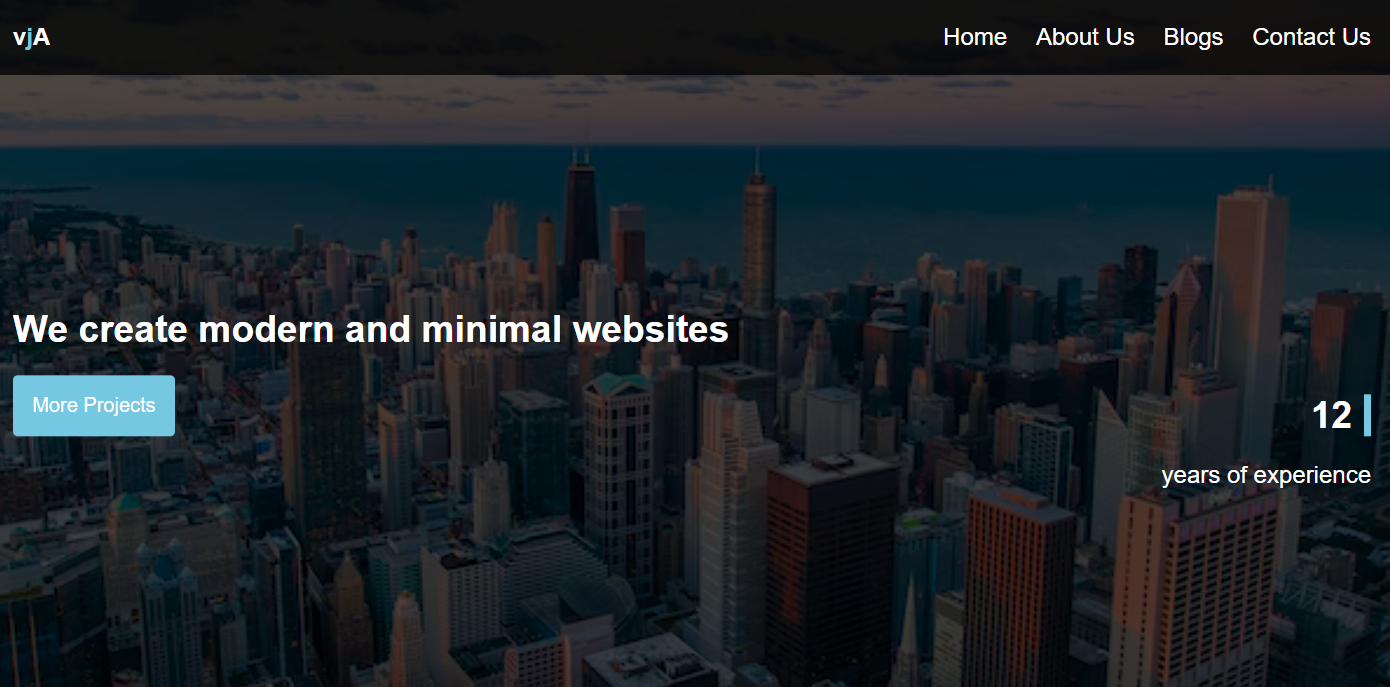 vjA
Home About Us Blogs Contact Us
We create modern and minimal websites
More Projects
12
years of experience